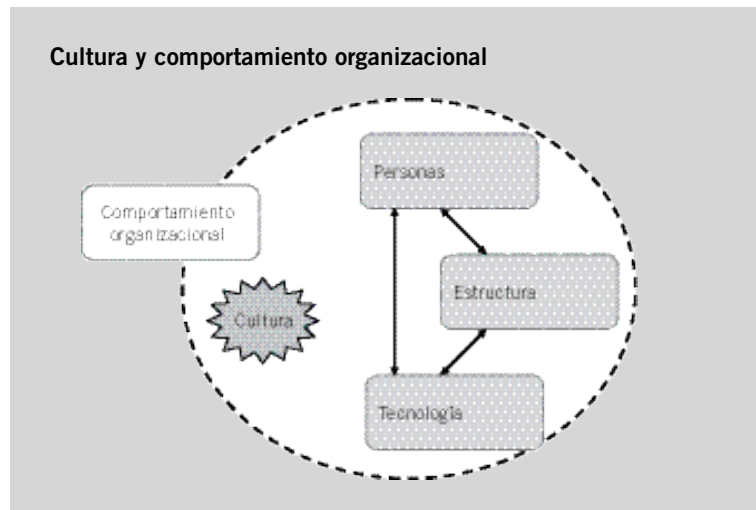 Cultura y comportamiento organizacional
Personas
Comportamiento
organizacional
Estructura
Cultura
Tecnología